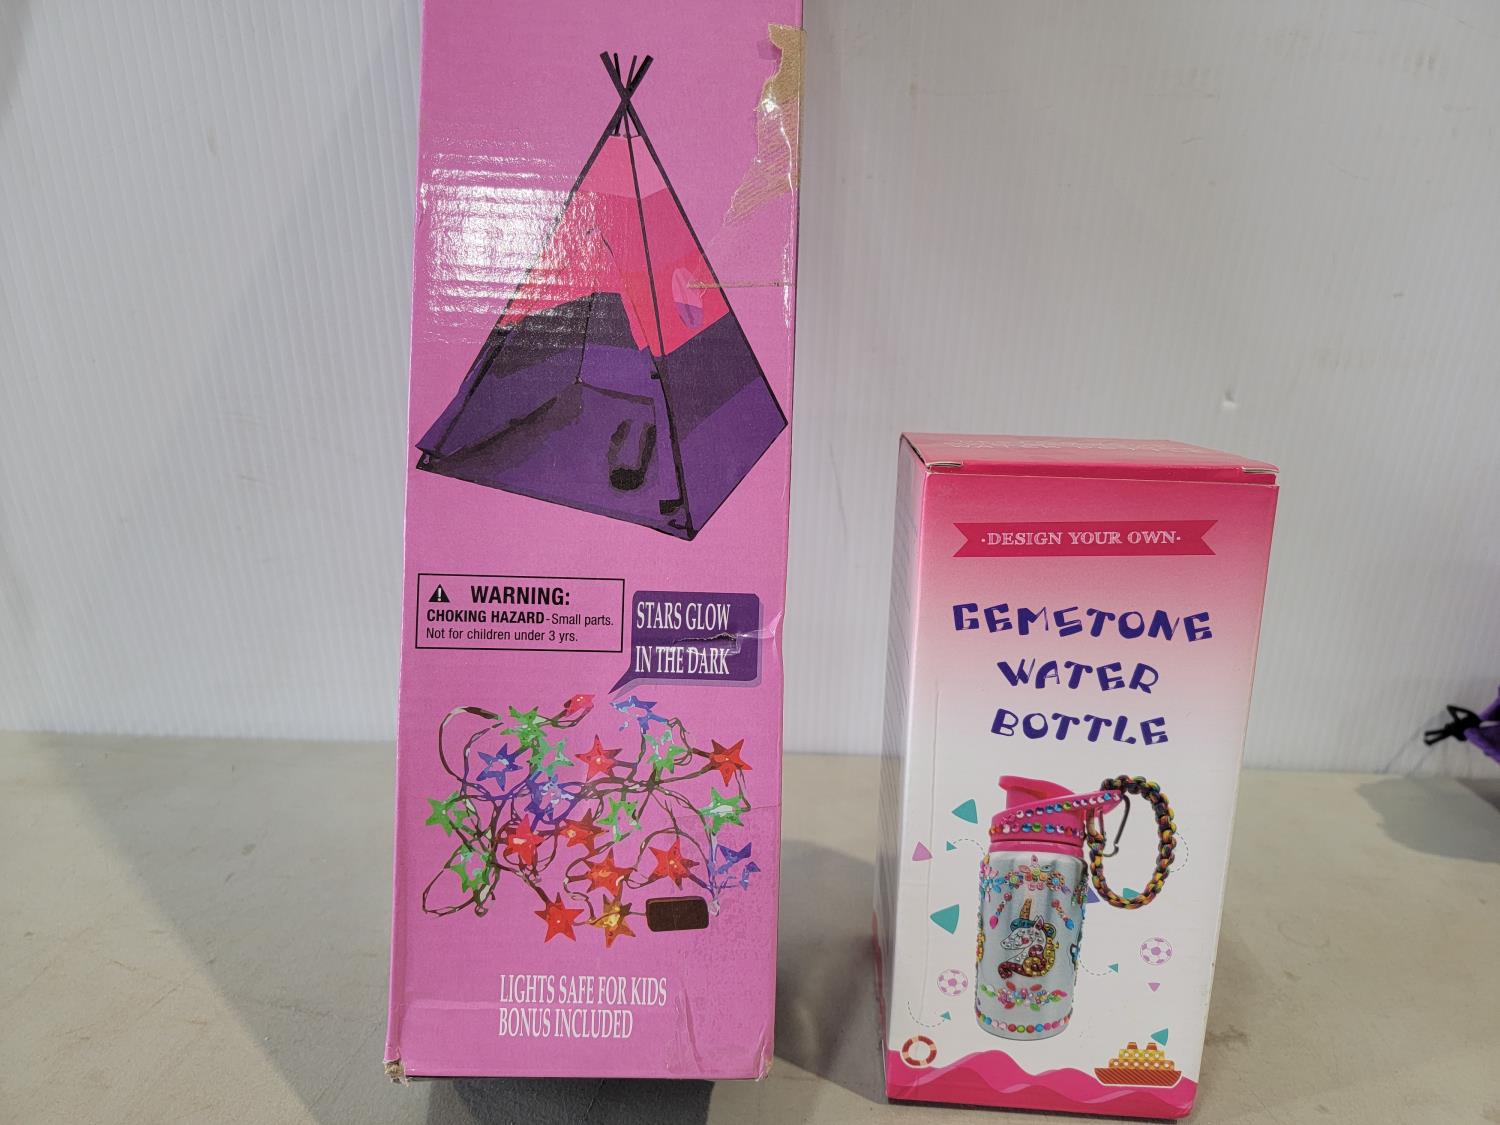 WARNING:
CHOKING HAZARD - Small parts.
Not for children under 3 yrs.
STARS GLOW
IN THE DARK
LIGHTS SAFE FOR KIDS
BONUS INCLUDED
·DESIGN YOUR OWN·
GEMSTONE
WATER
BOTTLE